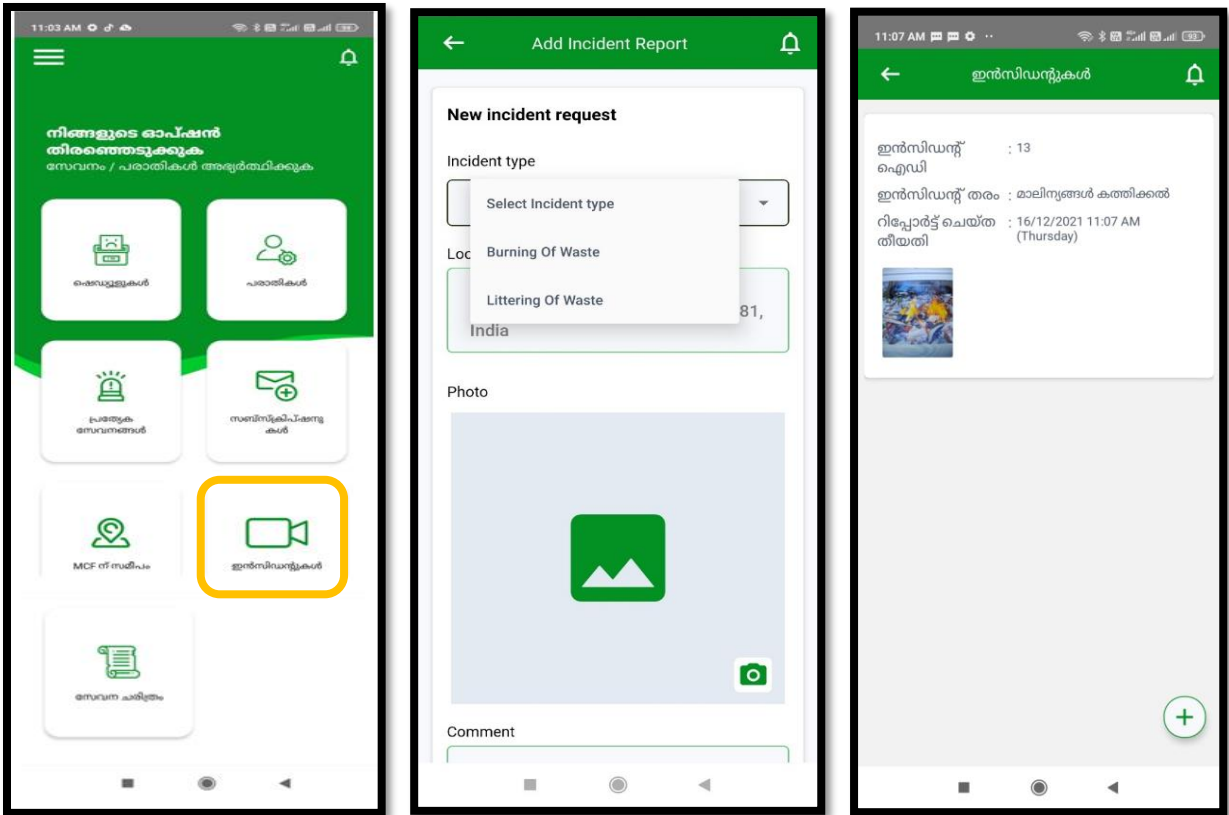 11:03 AM
നിങ്ങളുടെ ഓപ്ഷൻ
തിരഞ്ഞെടുക്കുക
സേവനം / പരാതികൾ അഭ്യർത്ഥിക്കുക
ഷെഡ്യൂളുകൾ
പരാതികൾ
പ്രത്യേക
സേവനങ്ങൾ
സബ്സ്ക്രിപ്ഷനു
കൾ
MCF ന് സമീപം
ഇൻസിഡന്റുകൾ
സേവന ചരിത്രം
Add Incident Report
New incident request
Incident type
Select Incident type
Burning Of Waste
Littering Of Waste
Loc
81,
India
Photo
Comment
11:07 AM
93
ഇൻസിഡന്റുകൾ
ഇൻസിഡന്റ് : 13
ഐഡി
ഇൻസിഡന്റ് തരം : മാലിന്യങ്ങൾ കത്തിക്കൽ
റിപ്പോർട്ട് ചെയ്ത : 16/12/2021 11:07 AM
തീയതി (Thursday)